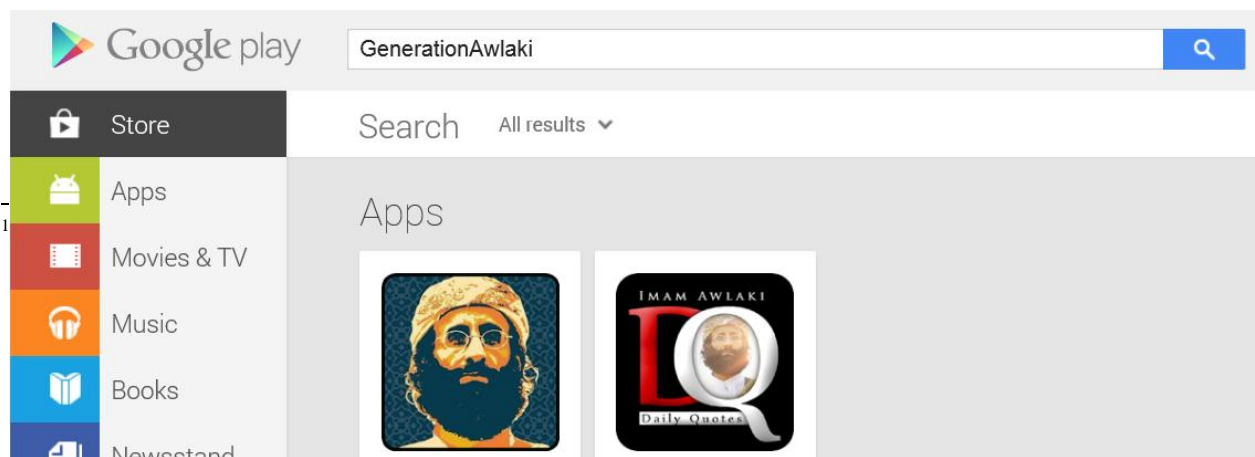 Google play
GenerationAwlaki
Store
Search All results
Apps
1
Apps
Movies & TV
IMAM AWLAKI
DQ
Music
Books
Daily Quotes
Newsstand